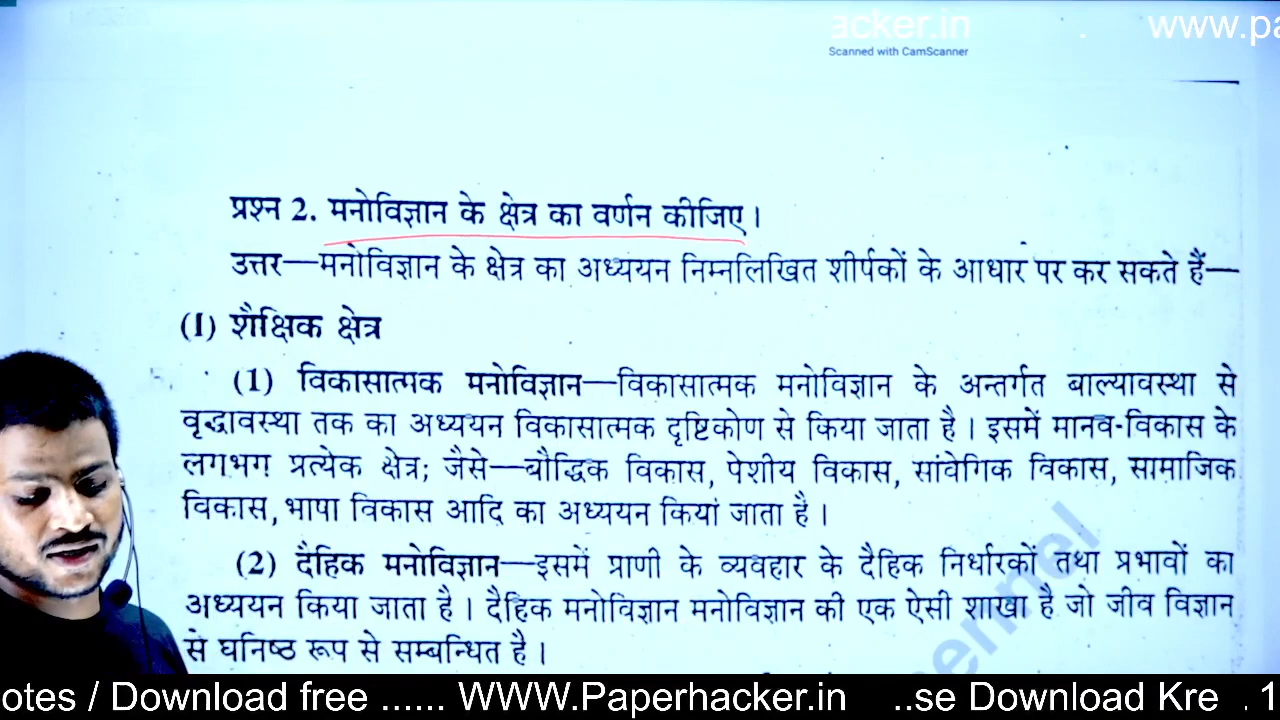 acker.in
www.pa
Scanned with CamScanner
प्रश्न 2. मनोविज्ञान के क्षेत्र का वर्णन कीजिए।
उत्तर—मनोविज्ञान के क्षेत्र का अध्ययन निम्नलिखित शीर्षकों के आधार पर कर सकते हैं—
(I) शैक्षिक क्षेत्र
(1) विकासात्मक मनोविज्ञान—विकासात्मक मनोविज्ञान के अन्तर्गत बाल्यावस्था से
वृद्धावस्था तक का अध्ययन विकासात्मक दृष्टिकोण से किया जाता है। इसमें मानव-विकास के
लगभग प्रत्येक क्षेत्र; जैसे—बौद्धिक विकास, पेशीय विकास, सांवेगिक विकास, सामाजिक
विकास, भाषा विकास आदि का अध्ययन किया जाता है।
(2) दैहिक मनोविज्ञान—इसमें प्राणी के व्यवहार के दैहिक निर्धारकों तथा प्रभावों का
अध्ययन किया जाता है। दैहिक मनोविज्ञान मनोविज्ञान की एक ऐसी शाखा है जो जीव विज्ञान
से घनिष्ठ रूप से सम्बन्धित है।
otes / Download free ...... WWW.Paperhacker.in ..se Download Kre . 1